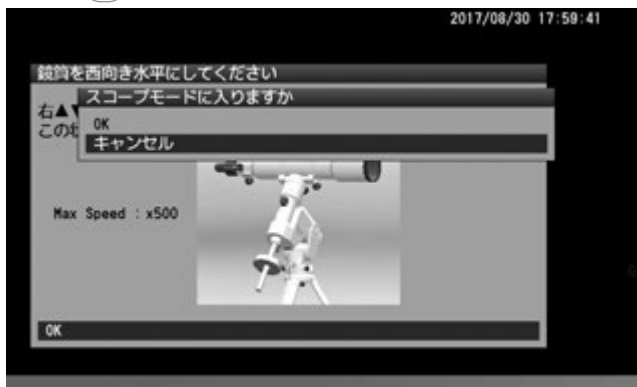 2017/08/30 17:59:41
鏡筒を西向き水平にしてください
スコープモードに入りますか
右▲▼
OK
この
キャンセル
Max Speed : x500
OK